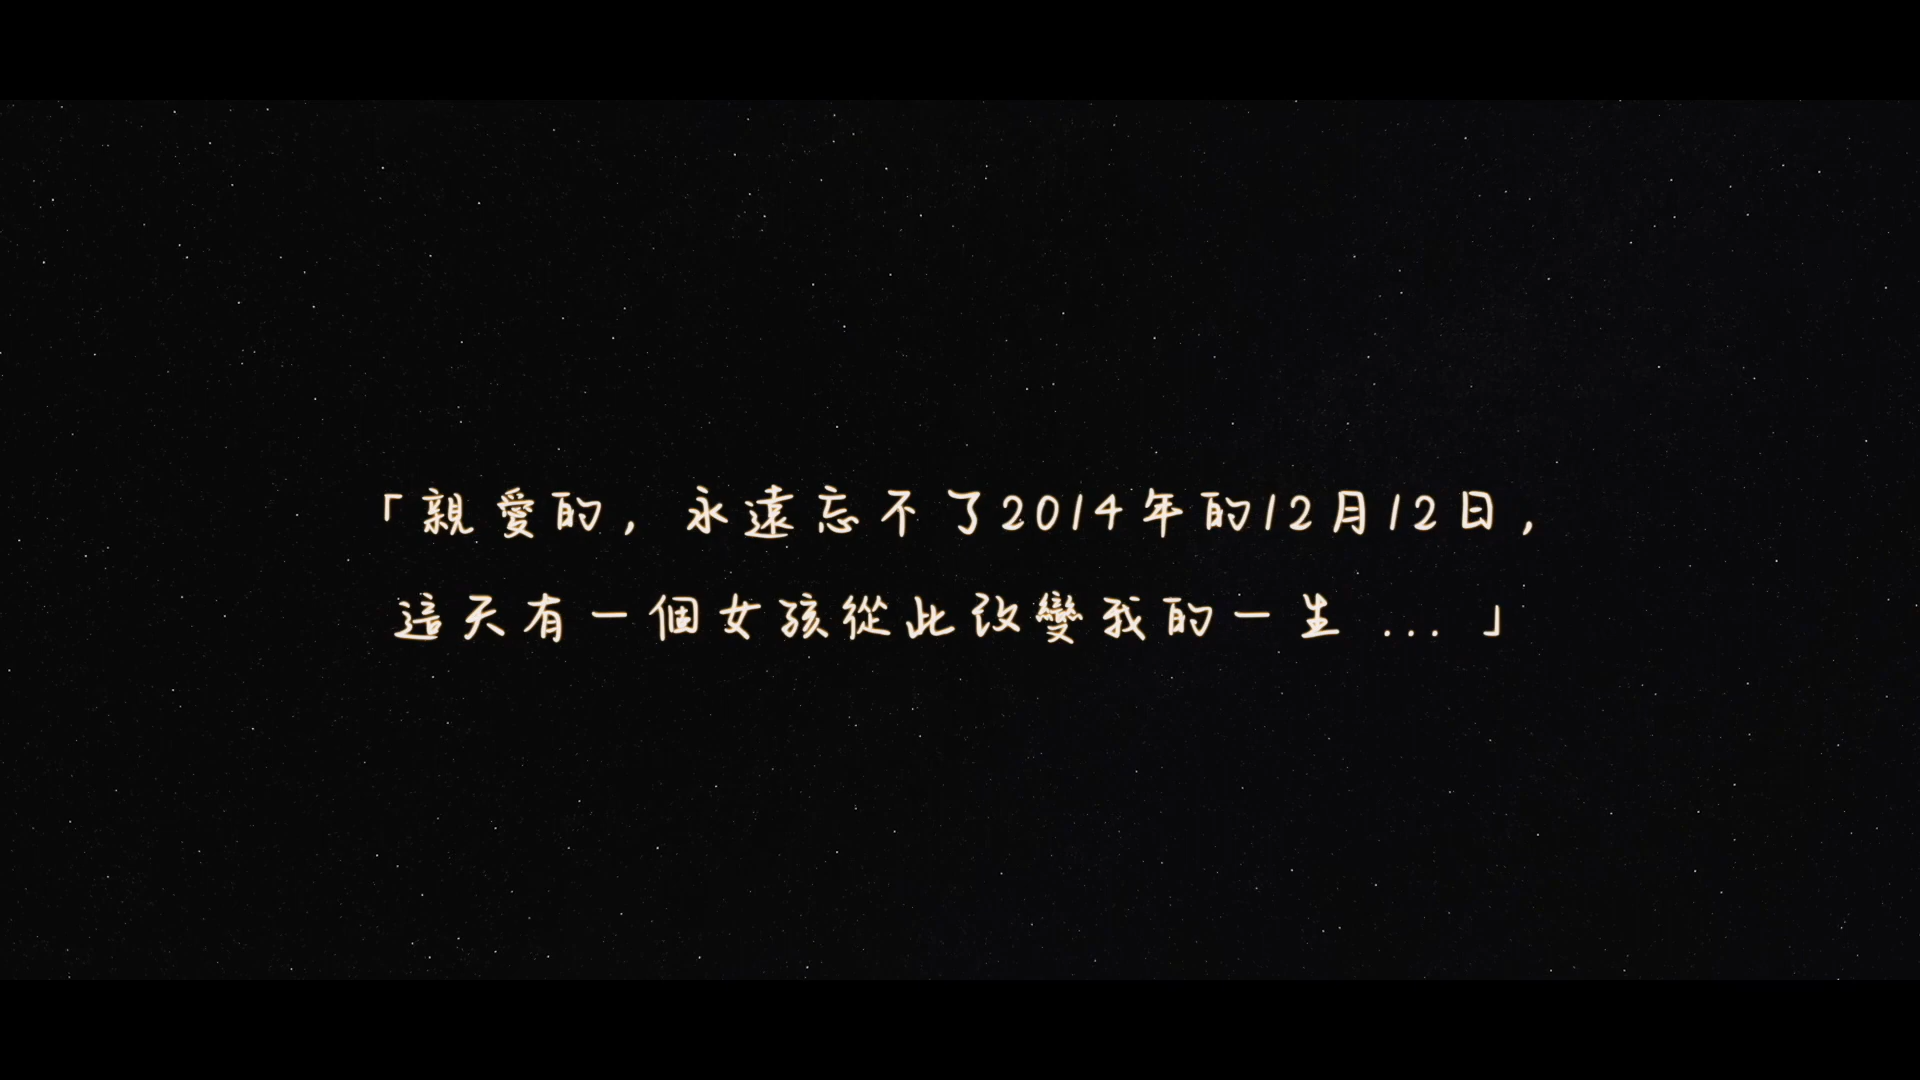 「親愛的, 永遠忘不了2014年的12月12日,
這天有一個女孩從此改變我的一生 ... 」